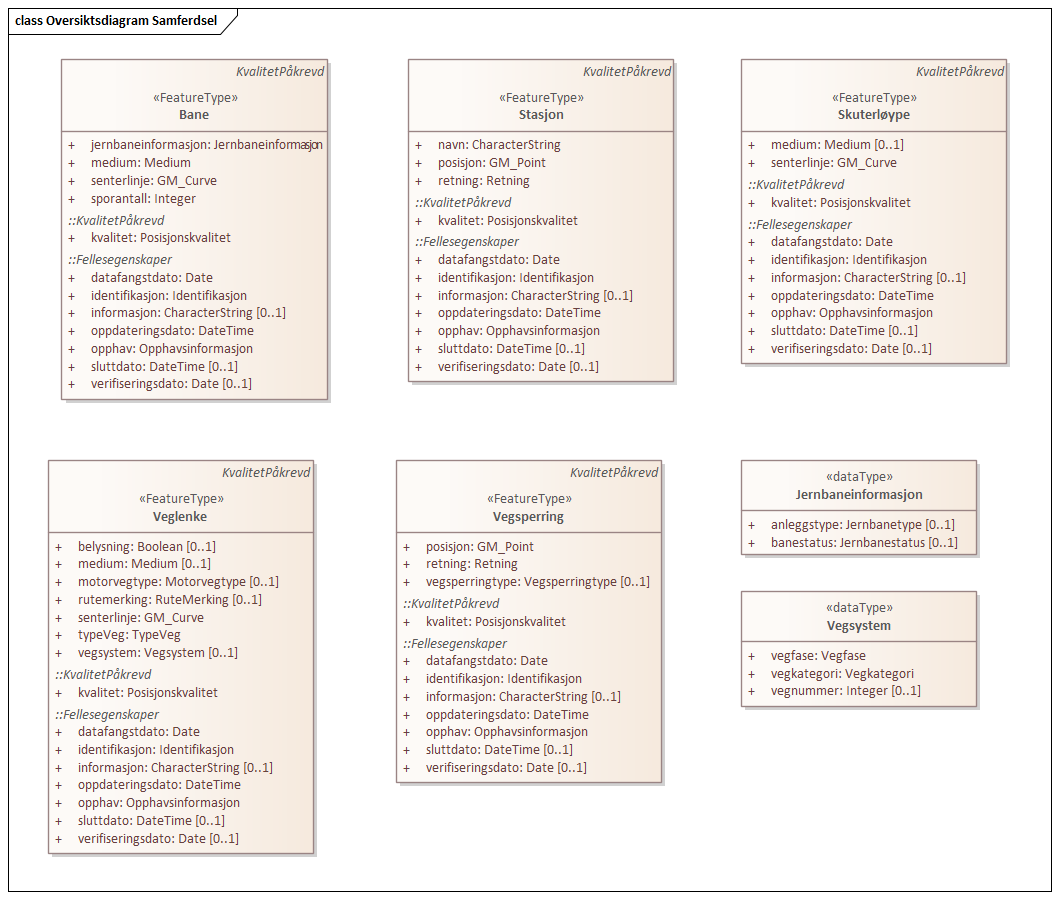 class Oversiktsdiagram Samferdsel
KvalitetPåkrevd
«FeatureType»
Bane
+ jernbaneinformasjon: Jernbaneinformasjon
+ medium: Medium
+ senterlinje: GM_Curve
+ sporantall: Integer
::KvalitetPåkrevd
+ kvalitet: Posisjonskvalitet
::Fellesegenskaper
+ datafangstdato: Date
+ identifikasjon: Identifikasjon
+ informasjon: CharacterString [0..1]
+ oppdateringsdato: DateTime
+ opphav: Opphavsinformasjon
+ sluttdato: DateTime [0..1]
+ verifiseringsdato: Date [0..1]
KvalitetPåkrevd
«FeatureType»
Stasjon
+ navn: CharacterString
+ posisjon: GM_Point
+ retning: Retning
::KvalitetPåkrevd
+ kvalitet: Posisjonskvalitet
::Fellesegenskaper
+ datafangstdato: Date
+ identifikasjon: Identifikasjon
+ informasjon: CharacterString [0..1]
+ oppdateringsdato: DateTime
+ opphav: Opphavsinformasjon
+ sluttdato: DateTime [0..1]
+ verifiseringsdato: Date [0..1]
KvalitetPåkrevd
«FeatureType»
Skuterløype
+ medium: Medium [0..1]
+ senterlinje: GM_Curve
::KvalitetPåkrevd
+ kvalitet: Posisjonskvalitet
::Fellesegenskaper
+ datafangstdato: Date
+ identifikasjon: Identifikasjon
+ informasjon: CharacterString [0..1]
+ oppdateringsdato: DateTime
+ opphav: Opphavsinformasjon
+ sluttdato: DateTime [0..1]
+ verifiseringsdato: Date [0..1]
KvalitetPåkrevd
«FeatureType»
Veglenke
+ belysning: Boolean [0..1]
+ medium: Medium [0..1]
+ motorvegtype: Motorvegtype [0..1]
+ rutemerking: RuteMerking [0..1]
+ senterlinje: GM_Curve
+ typeVeg: TypeVeg
+ vegsystem: Vegsystem [0..1]
::KvalitetPåkrevd
+ kvalitet: Posisjonskvalitet
::Fellesegenskaper
+ datafangstdato: Date
+ identifikasjon: Identifikasjon
+ informasjon: CharacterString [0..1]
+ oppdateringsdato: DateTime
+ opphav: Opphavsinformasjon
+ sluttdato: DateTime [0..1]
+ verifiseringsdato: Date [0..1]
KvalitetPåkrevd
«FeatureType»
Vegsperring
+ posisjon: GM_Point
+ retning: Retning
+ vegsperringtype: Vegsperringtype [0..1]
::KvalitetPåkrevd
+ kvalitet: Posisjonskvalitet
::Fellesegenskaper
+ datafangstdato: Date
+ identifikasjon: Identifikasjon
+ informasjon: CharacterString [0..1]
+ oppdateringsdato: DateTime
+ opphav: Opphavsinformasjon
+ sluttdato: DateTime [0..1]
+ verifiseringsdato: Date [0..1]
«dataType»
Jernbaneinformasjon
+ anleggstype: Jernbanetype [0..1]
+ banestatus: Jernbanestatus [0..1]
«dataType»
Vegsystem
+ vegfase: Vegfase
+ vegkategori: Vegkategori
+ vegnummer: Integer [0..1]